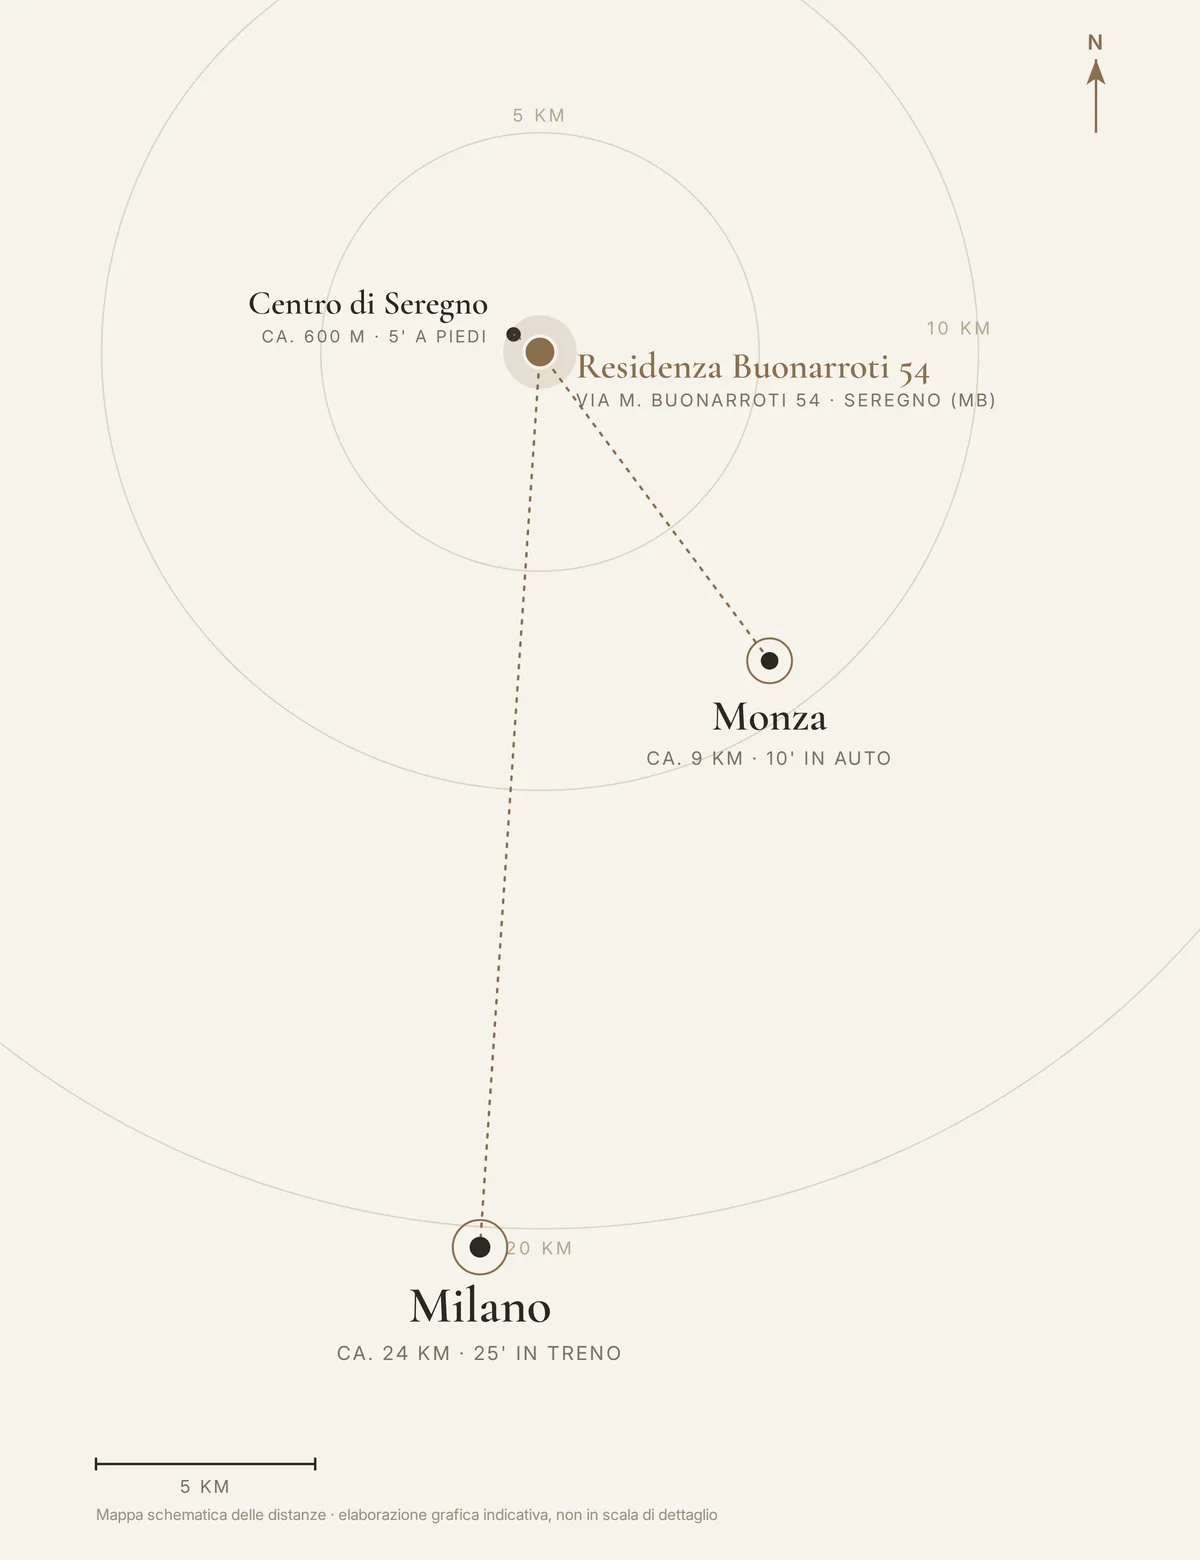 N
5 KM
Centro di Seregno
CA. 600 M · 5' A PIEDI
10 KM
Residenza Buonarroti 54
VIA M. BUONARROTI 54 · SEREGNO (MB)
Monza
CA. 9 KM · 10' IN AUTO
20 KM
Milano
CA. 24 KM · 25' IN TRENO
5 KM
Mappa schematica delle distanze · elaborazione grafica indicativa, non in scala di dettaglio